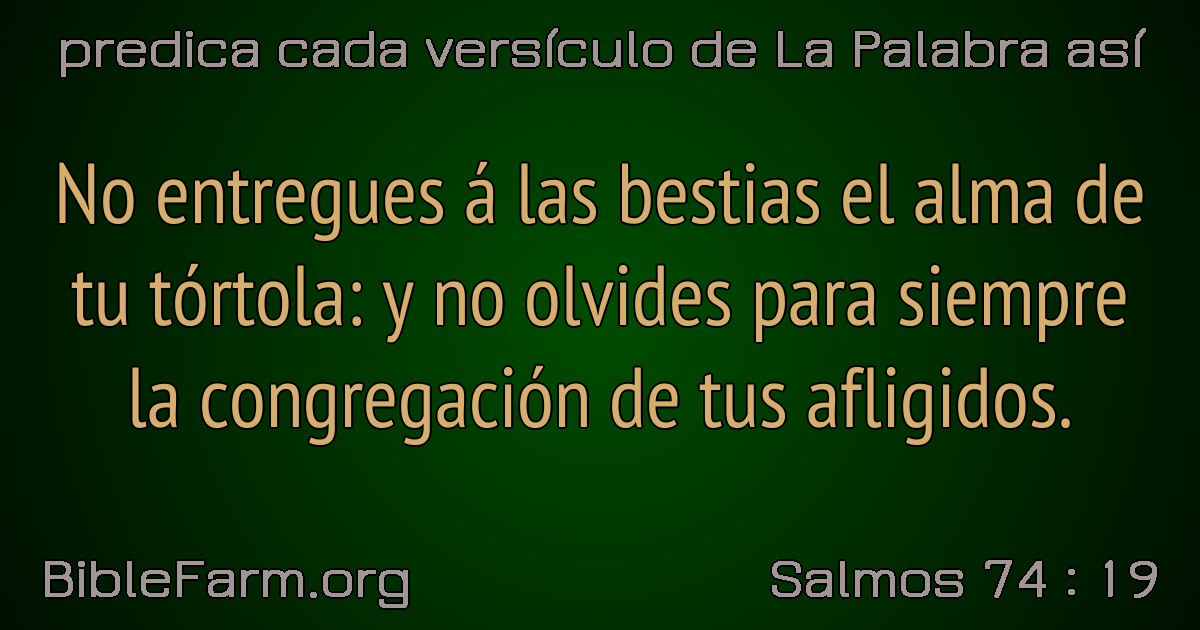 predica cada versículo de La Palabra así
No entregues á las bestias el alma de
tu tórtola: y no olvides para siempre
la congregación de tus afligidos.
BibleFarm.org
Salmos 74 : 19